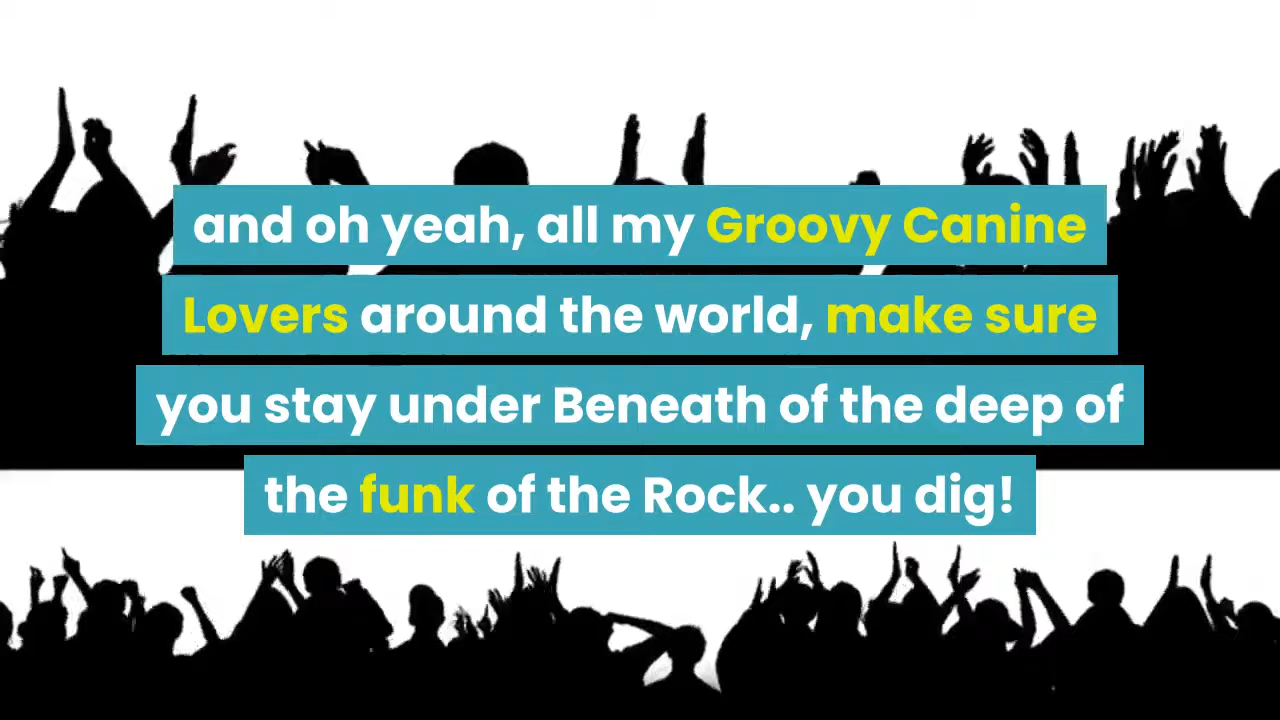 and oh yeah, all my Groovy Canine
Lovers around the world, make sure
you stay under Beneath of the deep of
the funk of the Rock.. you dig!